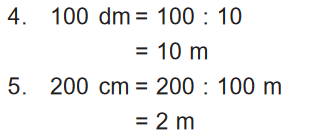 4. 100 dm = 100 : 10
= 10 m
5. 200 cm = 200 : 100 m
= 2 m